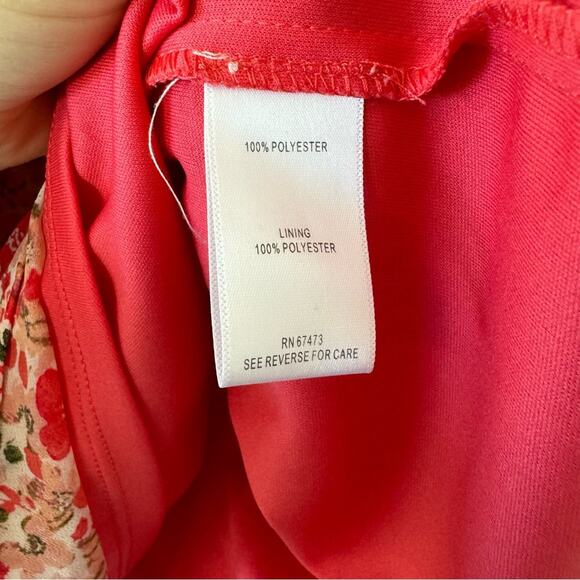 100% POLYESTER
LINING
100% POLYESTER
RN 67473
SEE REVERSE FOR CARE